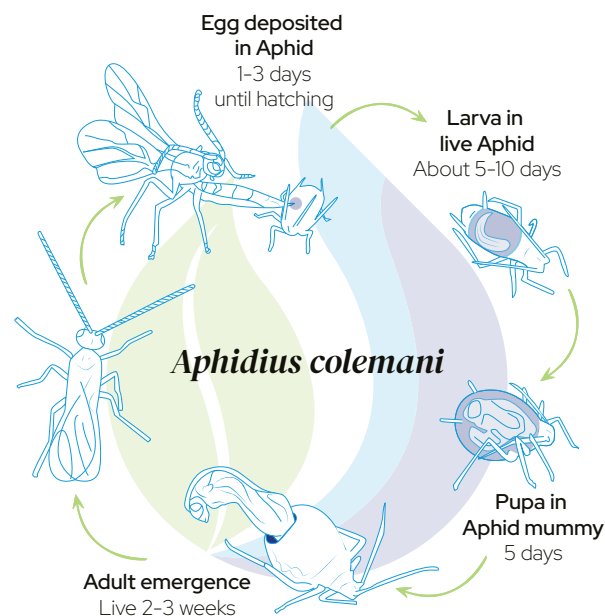 Egg deposited
in Aphid
1-3 days
until hatching
Larva in
live Aphid
About 5-10 days
Aphidius colemani
Pupa in
Aphid mummy
5 days
Adult emergence
Live 2-3 weeks